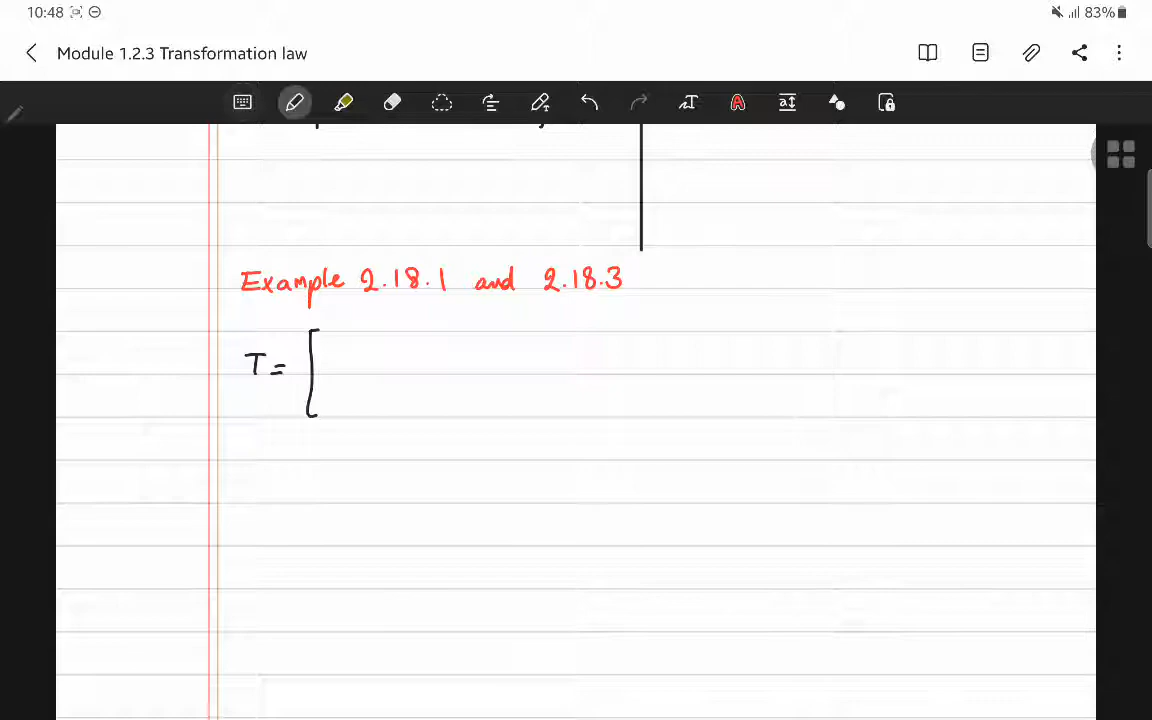 10:48 83%
Module 1.2.3 Transformation law
Example 2.18.1 and 2.18.3
T = [